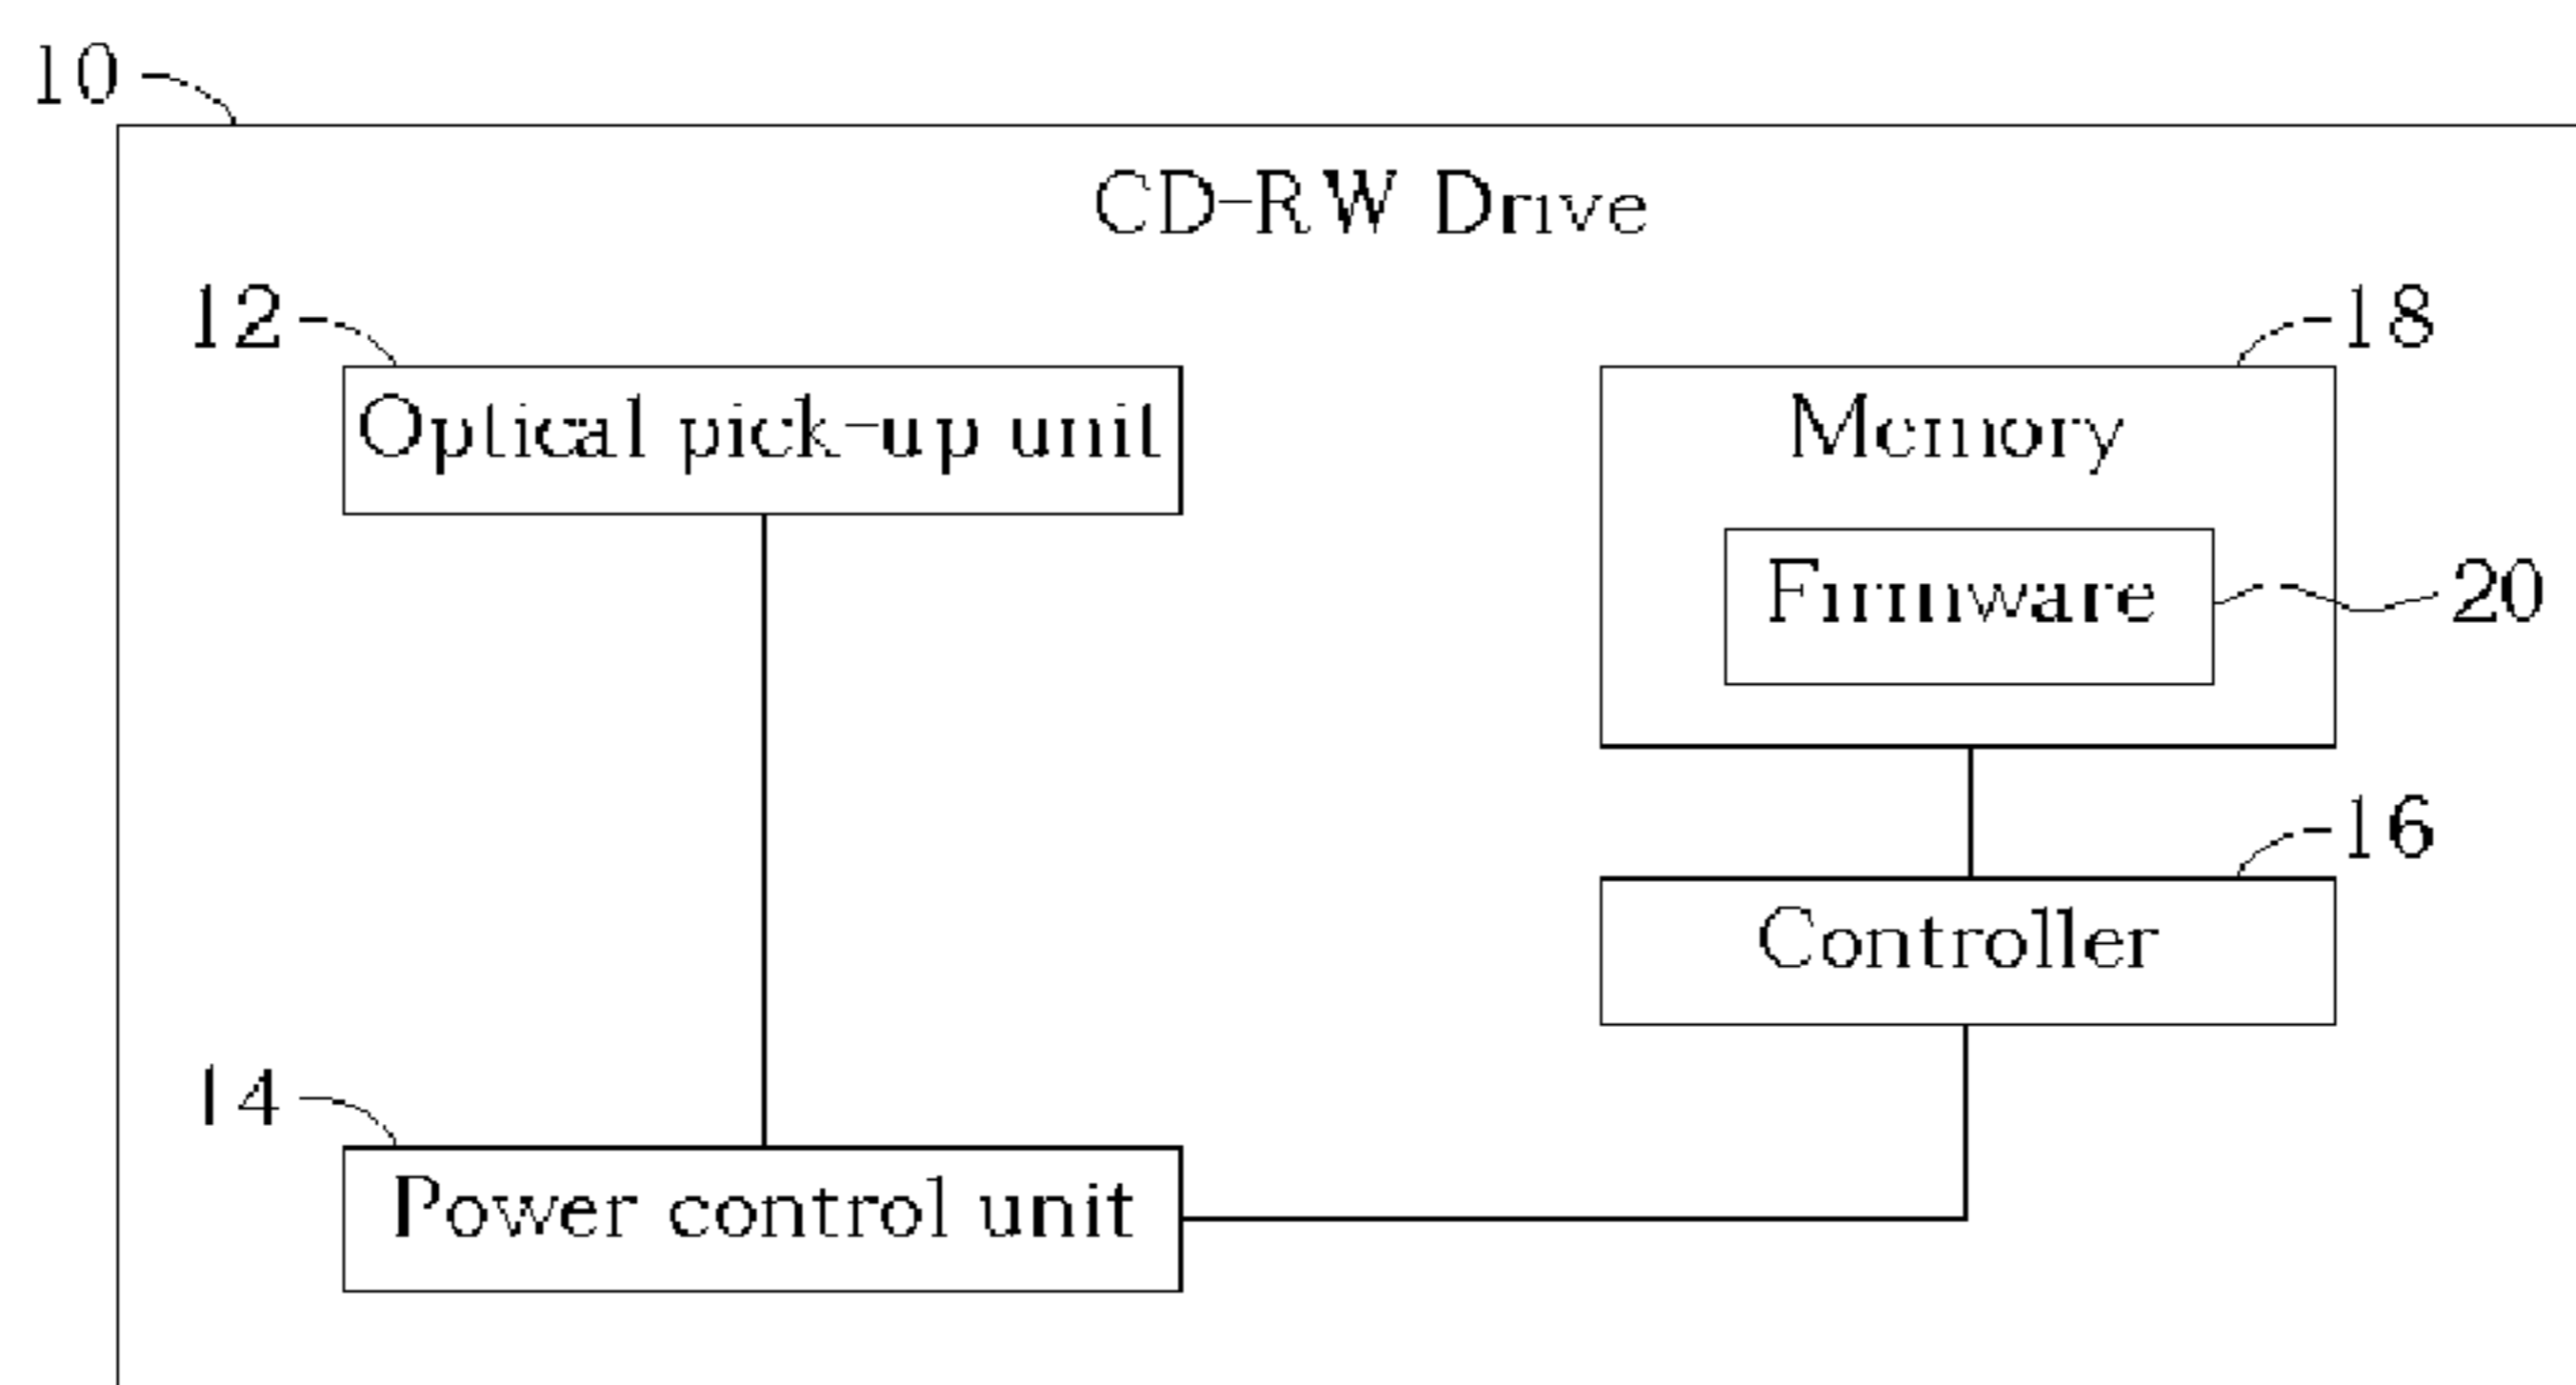 10
CD-RW Drive
12
18
Optical pick-up unit
Memory
Firmware
20
16
Controller
14
Power control unit